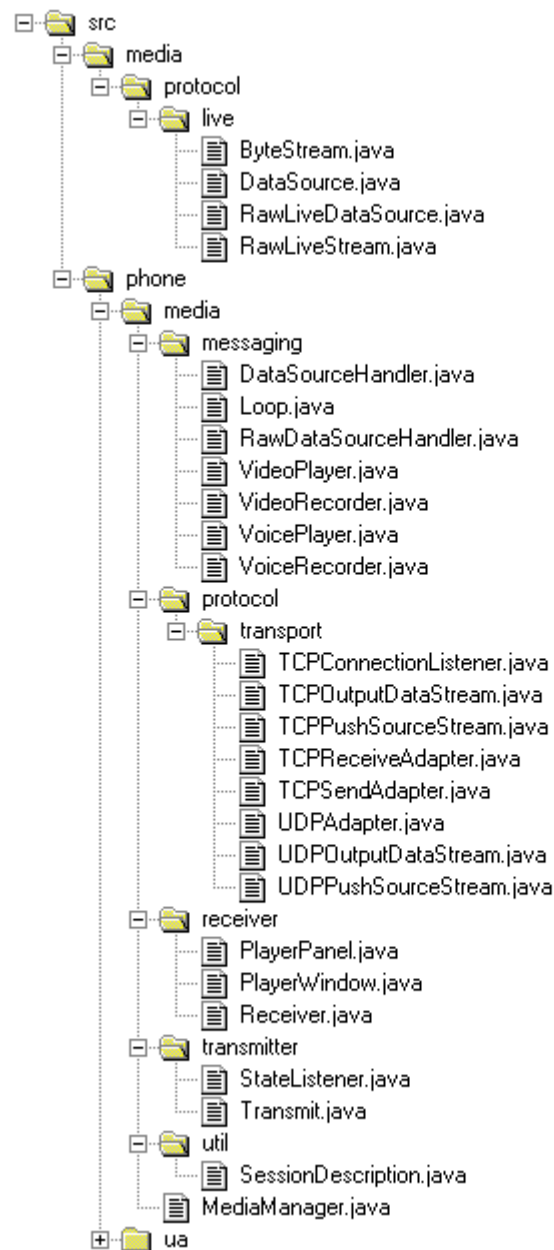 src
media
protocol
live
ByteStream.java
DataSource.java
RawLiveDataSource.java
RawLiveStream.java
phone
media
messaging
DataSourceHandler.java
Loop.java
RawDataSourceHandler.java
VideoPlayer.java
VideoRecorder.java
VoicePlayer.java
VoiceRecorder.java
protocol
transport
TCPConnectionListener.java
TCPOutputDataStream.java
TCPPushSourceStream.java
TCPReceiveAdapter.java
TCPSendAdapter.java
UDPAdapter.java
UDPOutputDataStream.java
UDPPushSourceStream.java
receiver
PlayerPanel.java
PlayerWindow.java
Receiver.java
transmitter
StateListener.java
Transmit.java
util
SessionDescription.java
MediaManager.java
ua